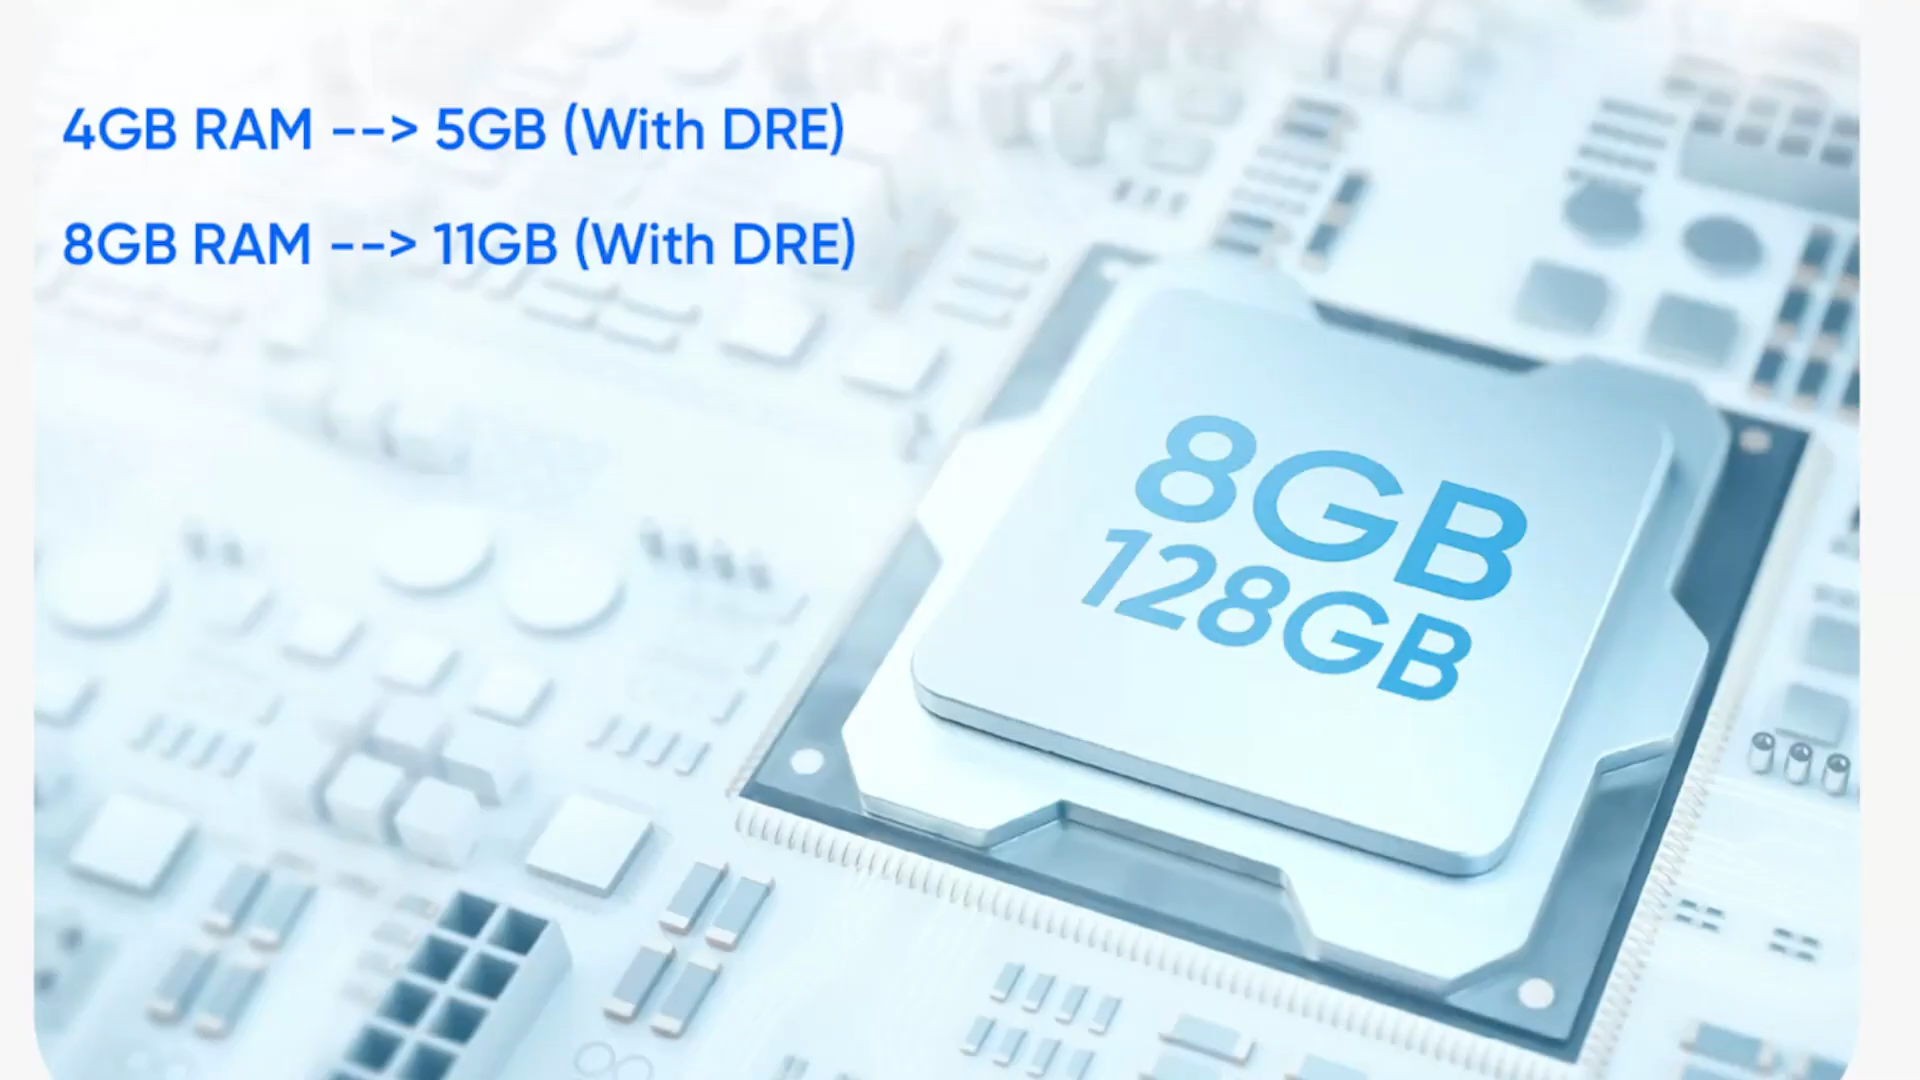 4GB RAM --> 5GB (With DRE)
8GB RAM --> 11GB (With DRE)
8GB
128GB